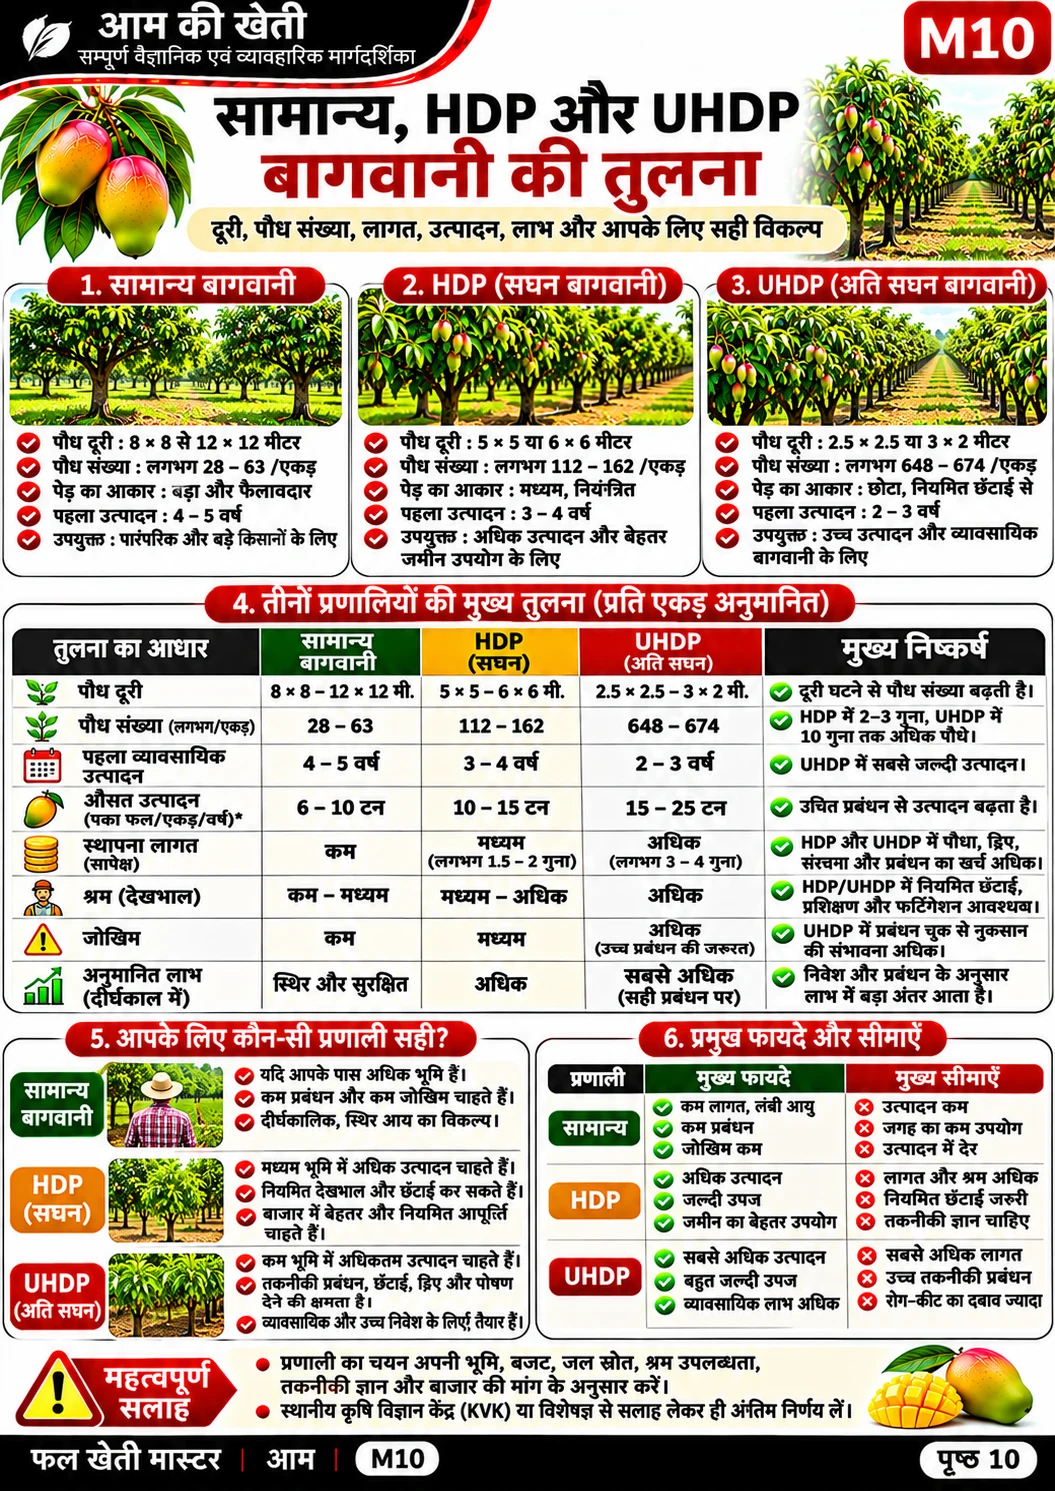 आम की खेती
सम्पूर्ण वैज्ञानिक एवं व्यावहारिक मार्गदर्शिका
M10
सामान्य, HDP और UHDP
बागवानी की तुलना
दूरी, पौध संख्या, लागत, उत्पादन, लाभ और आपके लिए सही विकल्प
1. सामान्य बागवानी
पौध दूरी : 8 × 8 से 12 × 12 मीटर
पौध संख्या : लगभग 28 – 63 /एकड़
पेड़ का आकार : बड़ा और फैलावदार
पहला उत्पादन : 4 – 5 वर्ष
उपयुक्त : पारंपरिक और बड़े किसानों के लिए
2. HDP (सघन बागवानी)
पौध दूरी : 5 × 5 या 6 × 6 मीटर
पौध संख्या : लगभग 112 – 162 /एकड़
पेड़ का आकार : मध्यम, नियंत्रित
पहला उत्पादन : 3 – 4 वर्ष
उपयुक्त : अधिक उत्पादन और बेहतर
जमीन उपयोग के लिए
3. UHDP (अति सघन बागवानी)
पौध दूरी : 2.5 × 2.5 या 3 × 2 मीटर
पौध संख्या : लगभग 648 – 674 /एकड़
पेड़ का आकार : छोटा, नियमित छँटाई से
पहला उत्पादन : 2 – 3 वर्ष
उपयुक्त : उच्च उत्पादन और व्यावसायिक
बागवानी के लिए
4. तीनों प्रणालियों की मुख्य तुलना (प्रति एकड़ अनुमानित)
तुलना का आधार
सामान्य
बागवानी
HDP
(सघन)
UHDP
(अति सघन)
मुख्य निष्कर्ष
पौध दूरी
8 × 8 – 12 × 12 मी.
5 × 5 – 6 × 6 मी.
2.5 × 2.5 – 3 × 2 मी.
दूरी घटने से पौध संख्या बढ़ती है।
पौध संख्या (लगभग/एकड़)
28 – 63
112 – 162
648 – 674
HDP में 2–3 गुना, UHDP में
10 गुना तक अधिक पौधे।
पहला व्यावसायिक
उत्पादन
4 – 5 वर्ष
3 – 4 वर्ष
2 – 3 वर्ष
UHDP में सबसे जल्दी उत्पादन।
औसत उत्पादन
(पका फल/एकड़/वर्ष)*
6 – 10 टन
10 – 15 टन
15 – 25 टन
उचित प्रबंधन से उत्पादन बढ़ता है।
स्थापना लागत
(सापेक्ष)
कम
मध्यम
(लगभग 1.5 – 2 गुना)
अधिक
(लगभग 3 – 4 गुना)
HDP और UHDP में पौधा, ड्रिप,
और प्रबंधन का खर्च अधिक।
श्रम (देखभाल)
कम – मध्यम
मध्यम – अधिक
अधिक
HDP/UHDP में नियमित छँटाई,
प्रशिक्षण और फर्टिगेशन
जोखिम
कम
मध्यम
अधिक
(उच्च प्रबंधन की जरूरत)
UHDP में प्रबंधन चुक से नुकसान
की संभावना अधिक।
अनुमानित लाभ
(दीर्घकाल में)
स्थिर और सुरक्षित
अधिक
सबसे अधिक
(सही प्रबंधन पर)
निवेश और प्रबंधन के अनुसार
लाभ में बड़ा अंतर आता है।
5. आपके लिए कौन-सी प्रणाली सही?
सामान्य
बागवानी
यदि आपके पास अधिक भूमि हैं।
कम प्रबंधन और कम जोखिम चाहते हैं।
दीर्घकालिक, स्थिर आय का विकल्प।
HDP
(सघन)
मध्यम भूमि में अधिक उत्पादन चाहते हैं।
नियमित देखभाल और छँटाई कर सकते हैं।
बाजार में बेहतर और नियमित आपूर्ति
चाहते हैं।
UHDP
(अति सघन)
कम भूमि में अधिकतम उत्पादन चाहते हैं।
तकनीकी प्रबंधन, छँटाई, ड्रिप और पोषण
देने की क्षमता है।
व्यावसायिक और उच्च निवेश के लिए तैयार हैं।
6. प्रमुख फायदे और सीमाएँ
प्रणाली
मुख्य फायदे
मुख्य सीमाएँ
सामान्य
कम लागत, लंबी आयु
कम प्रबंधन
जोखिम कम
उत्पादन कम
जगह का कम उपयोग
उत्पादन में देर
HDP
अधिक उत्पादन
जल्दी उपज
जमीन का बेहतर उपयोग
लागत और श्रम अधिक
नियमित छँटाई जरुरी
तकनीकी ज्ञान चाहिए
UHDP
सबसे अधिक उत्पादन
बहुत जल्दी उपज
व्यावसायिक लाभ अधिक
सबसे अधिक लागत
उच्च तकनीकी प्रबंधन
रोग–कीट का दबाव ज्यादा
महत्वपूर्ण
सलाह
प्रणाली का चयन अपनी भूमि, बजट, जल स्रोत, श्रम उपलब्धता,
तकनीकी ज्ञान और बाजार की मांग के अनुसार करें।
स्थानीय कृषि विज्ञान केंद्र (KVK) या विशेषज्ञ से सलाह लेकर ही अंतिम निर्णय लें।
फल खेती मास्टर | आम | M10
पृष्ठ 10